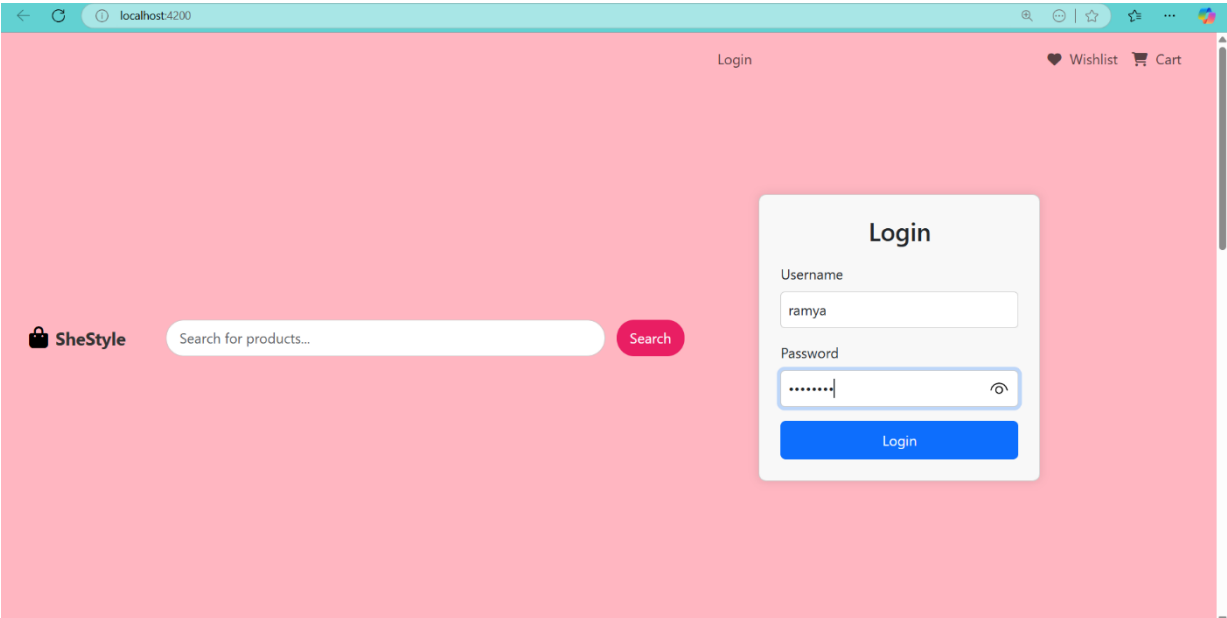 localhost:4200
Login
Wishlist
Cart
Login
Username
ramya
SheStyle
Search for products...
Search
Password
••••••••
Login